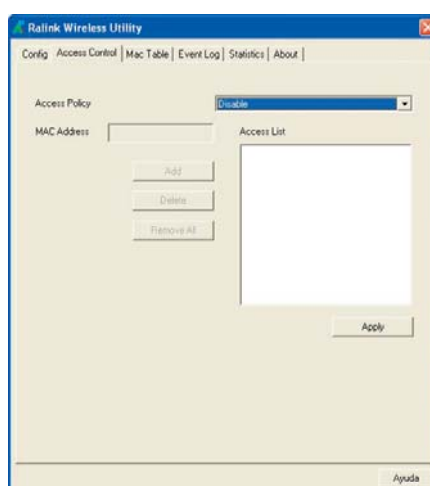 Ralink Wireless Utility
Config Access Control Mac Table Event Log Statistics About
Access Policy Disable
MAC Address Access List
Add
Delete
Remove All
Apply
Ayuda